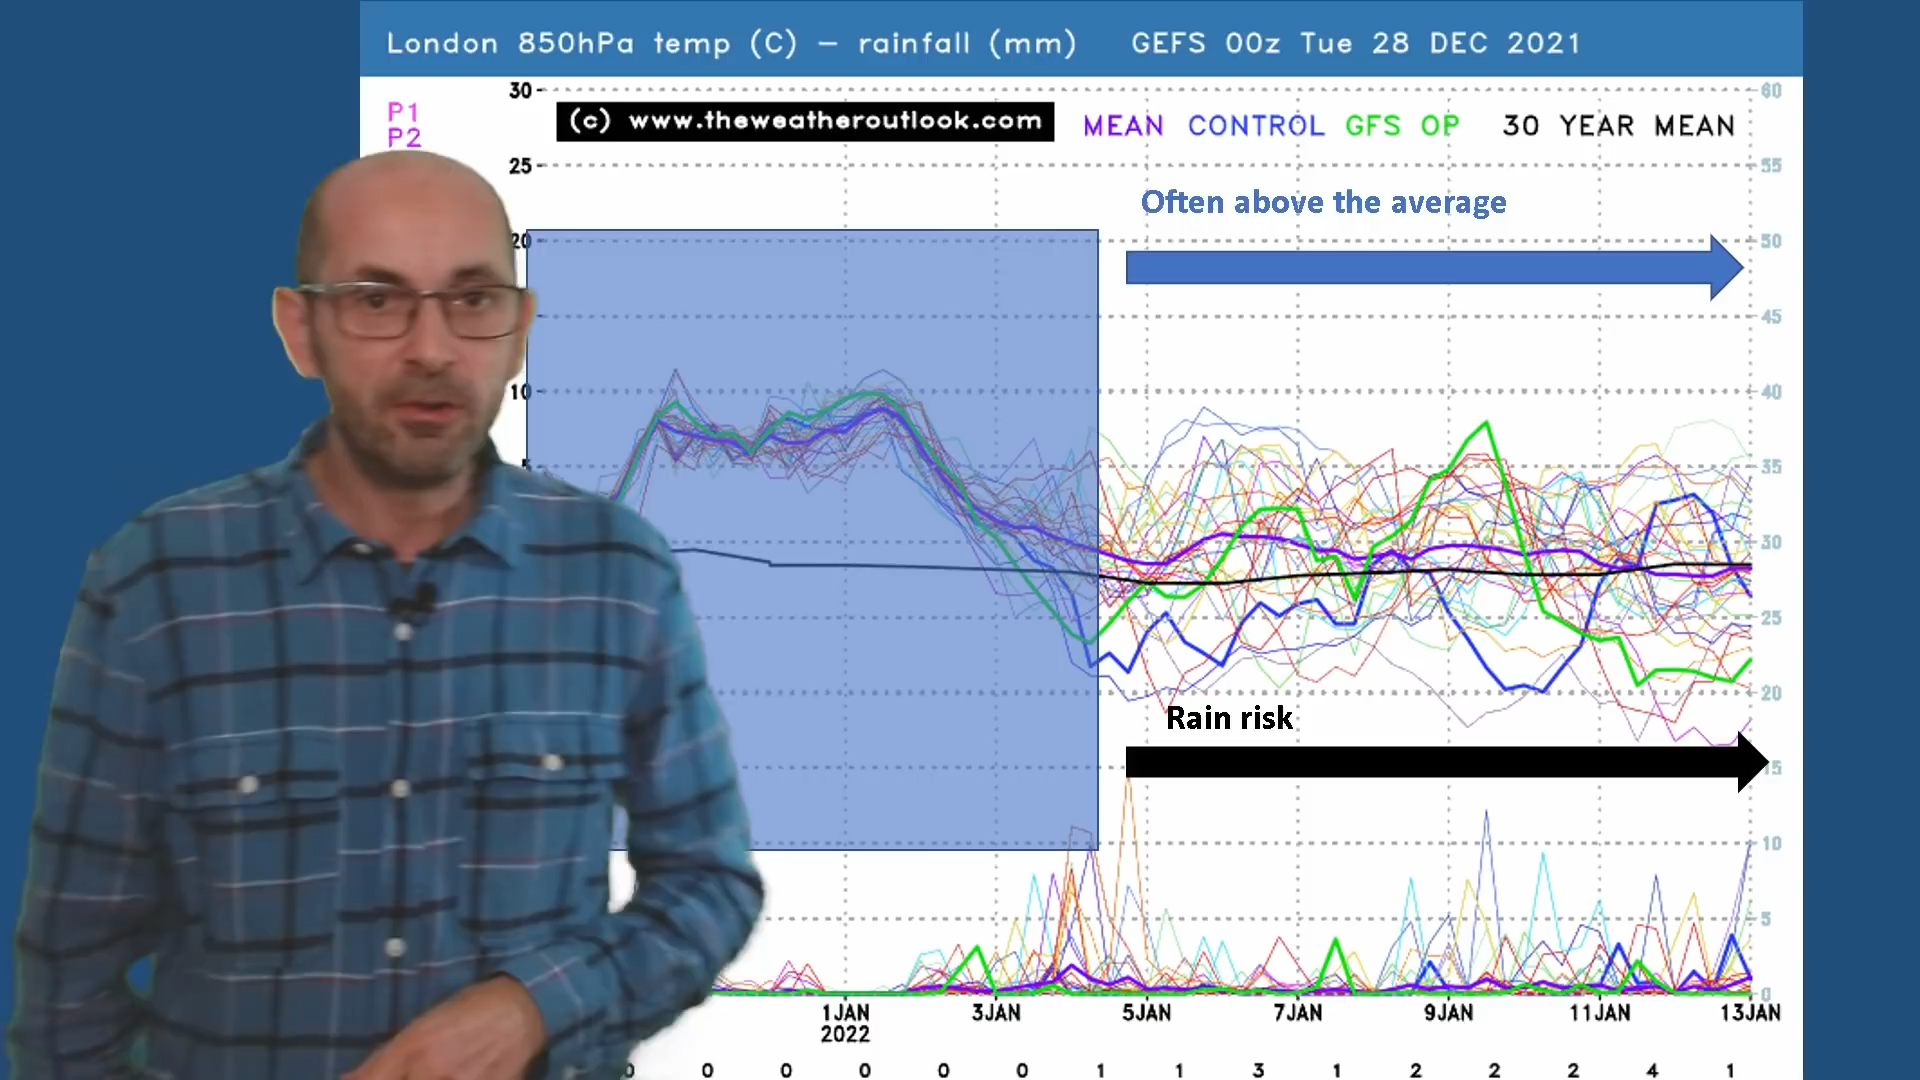 London 850hPa temp (C) – rainfall (mm) GEFS 00z Tue 28 DEC 2021
P1
P2
(c) www.theweatheroutlook.com
MEAN CONTROL GFS OP 30 YEAR MEAN
Often above the average
Rain risk
30
25
20
10
60
55
50
45
40
35
30
25
20
15
10
5
0
1JAN 3JAN 5JAN 7JAN 9JAN 11JAN 13JAN
2022
0 0 0 0 0 0 1 1 3 1 2 2 2 4 1